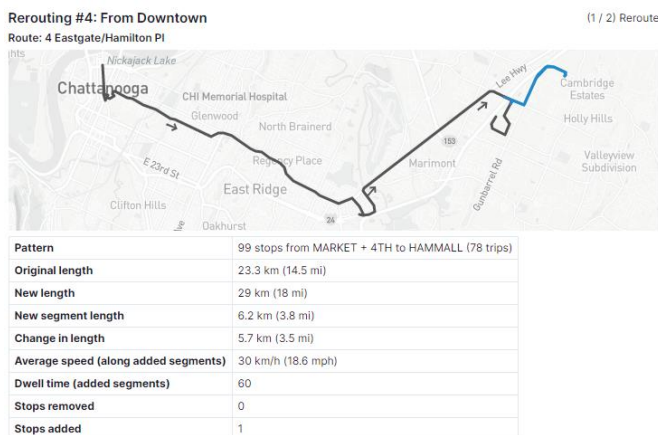 Rerouting #4: From Downtown
(1 / 2) Reroute
Route: 4 Eastgate/Hamilton Pl
hts
Nickajack Lake
Chattanooga
Lee Hwy
CHI Memorial Hospital
Cambridge
Estates
Glenwood
North Brainerd
Holly Hills
153
E 23rd St
Regency Place
Marimont
Valleyview
Subdivision
East Ridge
Gunbarrel Rd
Clifton Hills
24
Oakhurst
Pattern 99 stops from MARKET + 4TH to HAMMALL (78 trips)
Original length 23.3 km (14.5 mi)
New length 29 km (18 mi)
New segment length 6.2 km (3.8 mi)
Change in length 5.7 km (3.5 mi)
Average speed (along added segments) 30 km/h (18.6 mph)
Dwell time (added segments) 60
Stops removed 0
Stops added 1